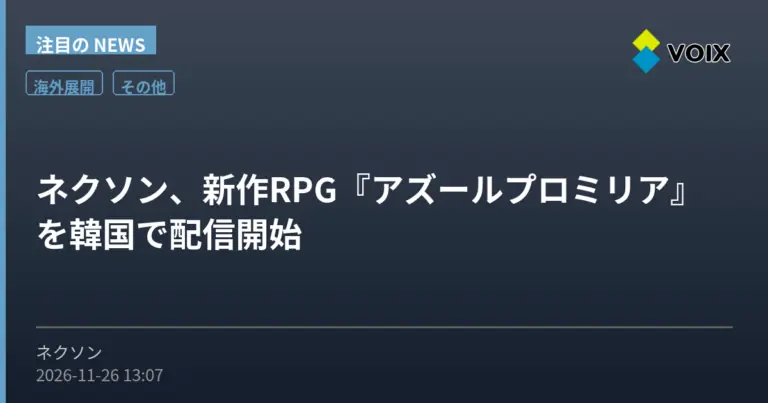 注目の NEWS
VOIX
海外展開 その他
ネクソン、新作RPG『アズールプロミリア』
を韓国で配信開始
ネクソン
2026-11-26 13:07